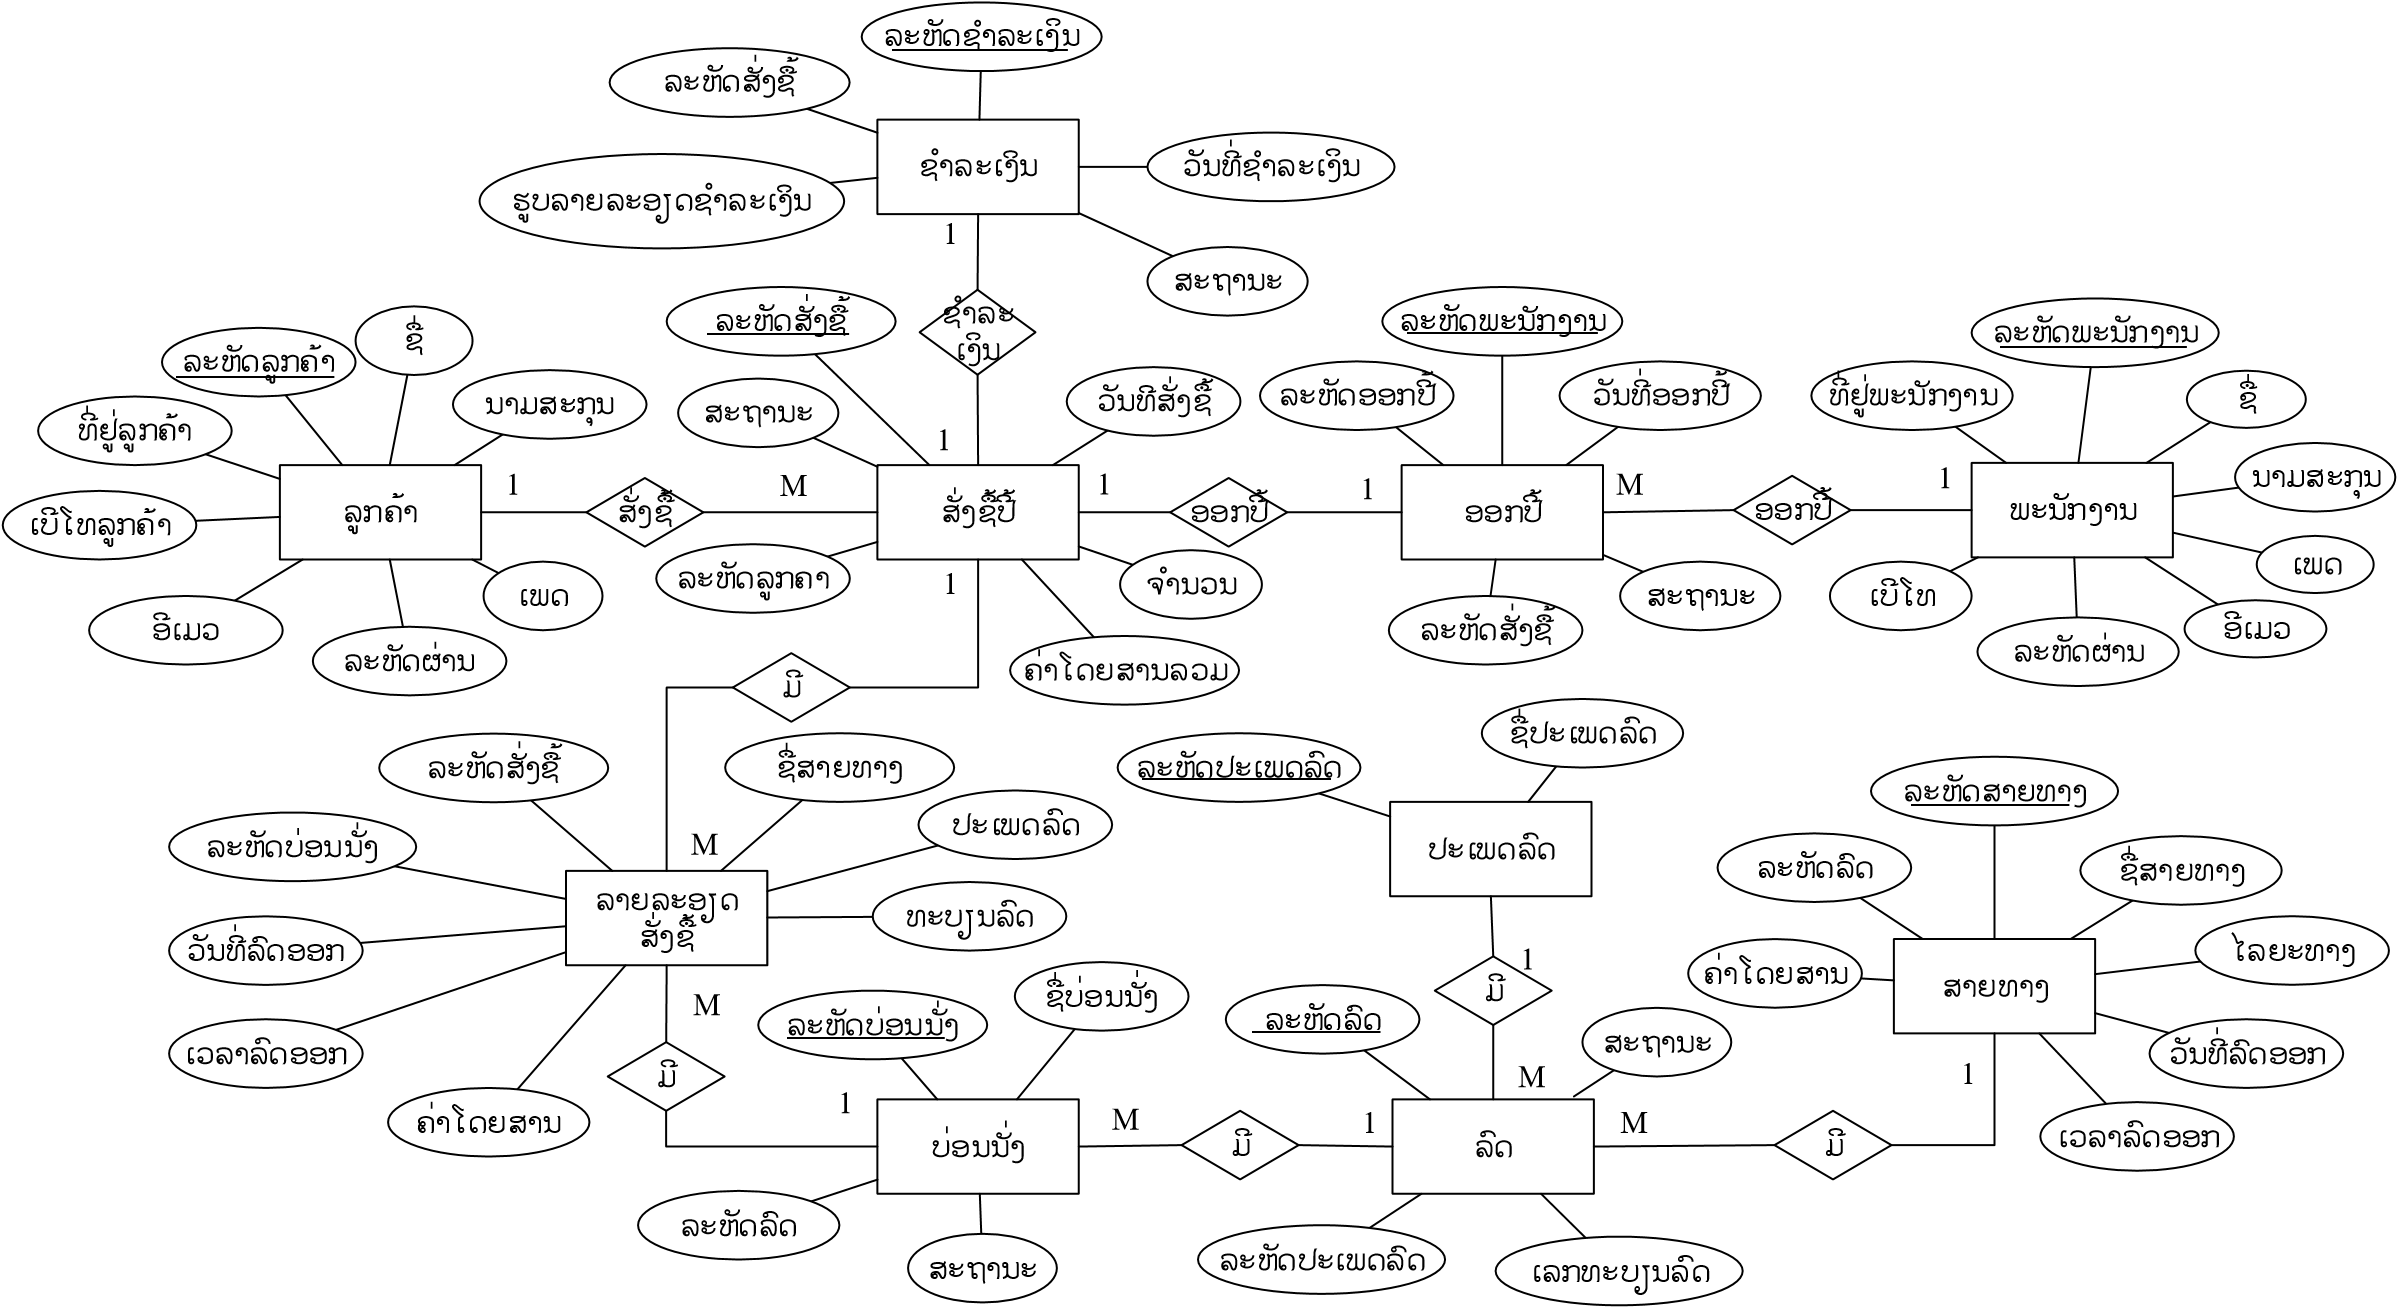 ລະຫັດຊຳລະເງິນ
ລະຫັດສັ່ງຊື້
ຊຳລະເງິນ
ວັນທີ່ຊຳລະເງິນ
ຮູບລາຍລະອຽດຊຳລະເງິນ
1
ສະຖານະ
ຊຳລະ
ເງິນ
ລະຫັດສັ່ງຊື້
ລະຫັດພະນັກງານ
ລະຫັດພະນັກງານ
ຊື່
ລະຫັດລູກຄ້າ
ນາມສະກຸນ
ສະຖານະ
ວັນທີສັ່ງຊື້
ລະຫັດອອກປີ້
ວັນທີ່ອອກປີ້
ທີ່ຢູ່ພະນັກງານ
ຊື່
ທີ່ຢູ່ລູກຄ້າ
1
ນາມສະກຸນ
ເບີໂທລູກຄ້າ
ລູກຄ້າ
1
ສັ່ງຊື້
M
ສັ່ງຊື້ປີ້
1
ອອກປີ້
1
ອອກປີ້
M
ອອກປີ້
1
ພະນັກງານ
ເພດ
ລະຫັດລູກຄາ
1
ຈຳນວນ
ເພດ
ສະຖານະ
ເບີໂທ
ອີເມວ
ລະຫັດຜ່ານ
ລະຫັດສັ່ງຊື້
ລະຫັດຜ່ານ
ອີເມວ
ມີ
ຄ່າໂດຍສານລວມ
ຊື່ປະເພດລົດ
ລະຫັດສັ່ງຊື້
ຊື່ສາຍທາງ
ລະຫັດປະເພດລົດ
ລະຫັດສາຍທາງ
ລະຫັດບ່ອນນັ່ງ
M
ປະເພດລົດ
ປະເພດລົດ
ລະຫັດລົດ
ຊື່ສາຍທາງ
ລາຍລະອຽດ
ສັ່ງຊື້
ທະບຽນລົດ
ວັນທີ່ລົດອອກ
1
ໄລຍະທາງ
M
ຊື່ບ່ອນນັ່ງ
ມີ
ຄ່າໂດຍສານ
ສາຍທາງ
ລະຫັດບ່ອນນັ່ງ
ລະຫັດລົດ
ສະຖານະ
ເວລາລົດອອກ
ວັນທີ່ລົດອອກ
ມີ
M
1
ຄ່າໂດຍສານ
1
ບ່ອນນັ່ງ
M
ມີ
1
ລົດ
M
ມີ
ເວລາລົດອອກ
ລະຫັດລົດ
ສະຖານະ
ລະຫັດປະເພດລົດ
ເລກທະບຽນລົດ